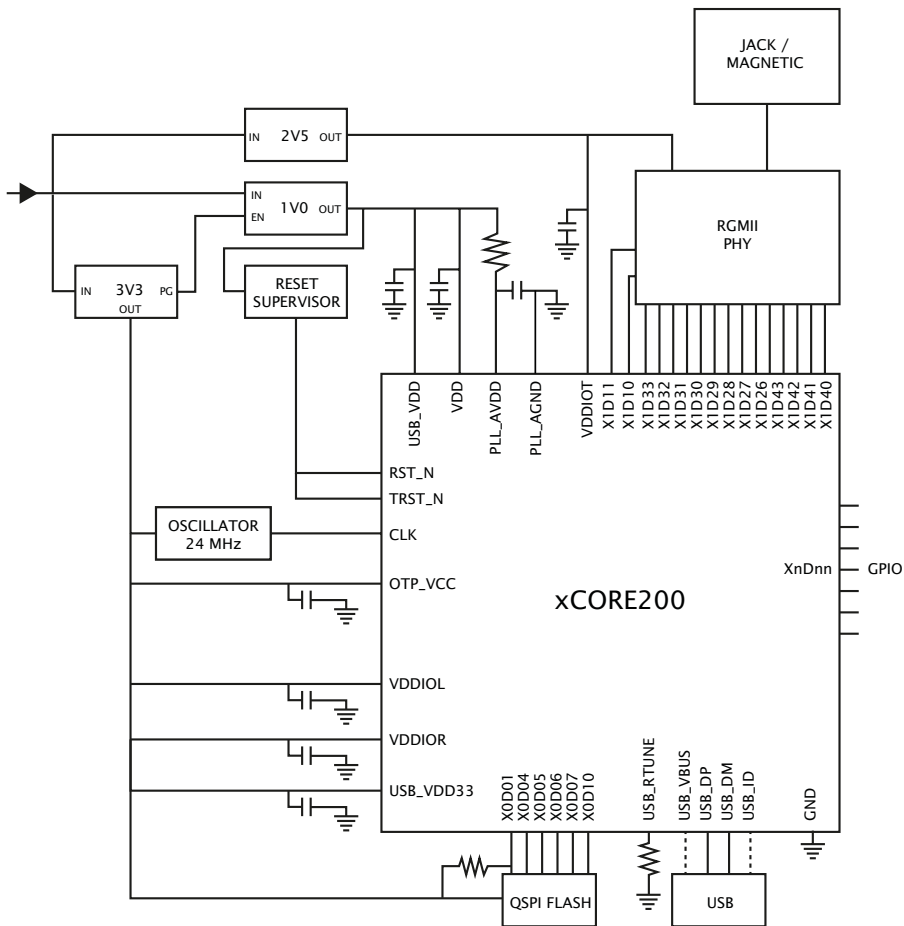 JACK /
MAGNETIC
IN 2V5 OUT
IN
1V0 OUT
EN
RGMII
PHY
IN 3V3 PG
OUT
RESET
SUPERVISOR
USB_VDD
VDD
PLL_AVDD
PLL_AGND
VDDIOT
X1D11
X1D10
X1D33
X1D32
X1D31
X1D30
X1D29
X1D28
X1D27
X1D26
X1D43
X1D42
X1D41
X1D40
RST_N
TRST_N
OSCILLATOR
24 MHz
CLK
XnDnn GPIO
OTP_VCC
xCORE200
VDDIOL
VDDIOR
USB_VDD33
X0D01
X0D04
X0D05
X0D06
X0D07
X0D10
USB_RTUNE
USB_VBUS
USB_DP
USB_DM
USB_ID
GND
QSPI FLASH
USB